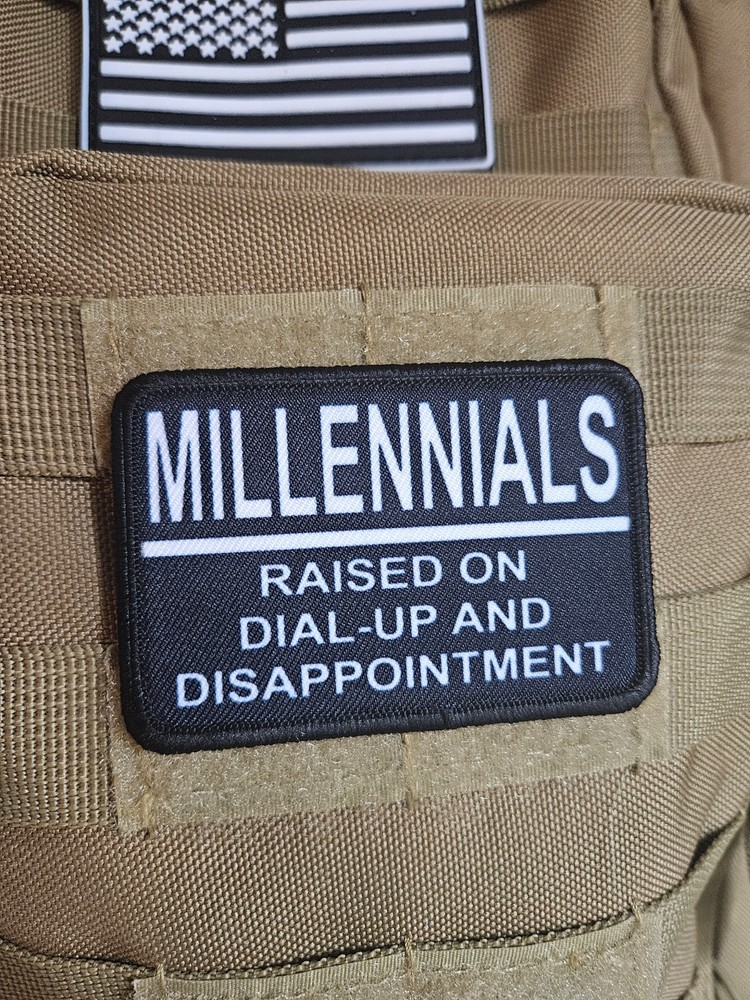 MILLENNIALS
RAISED ON
DIAL-UP AND
DISAPPOINTMENT